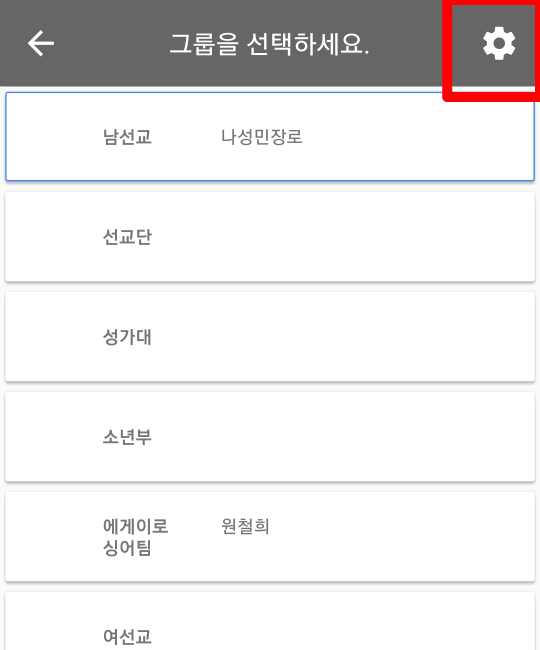 그룹을 선택하세요.
남선교 나성민장로
선교단
성가대
소년부
에게이로 원철희
싱어팀
여선교